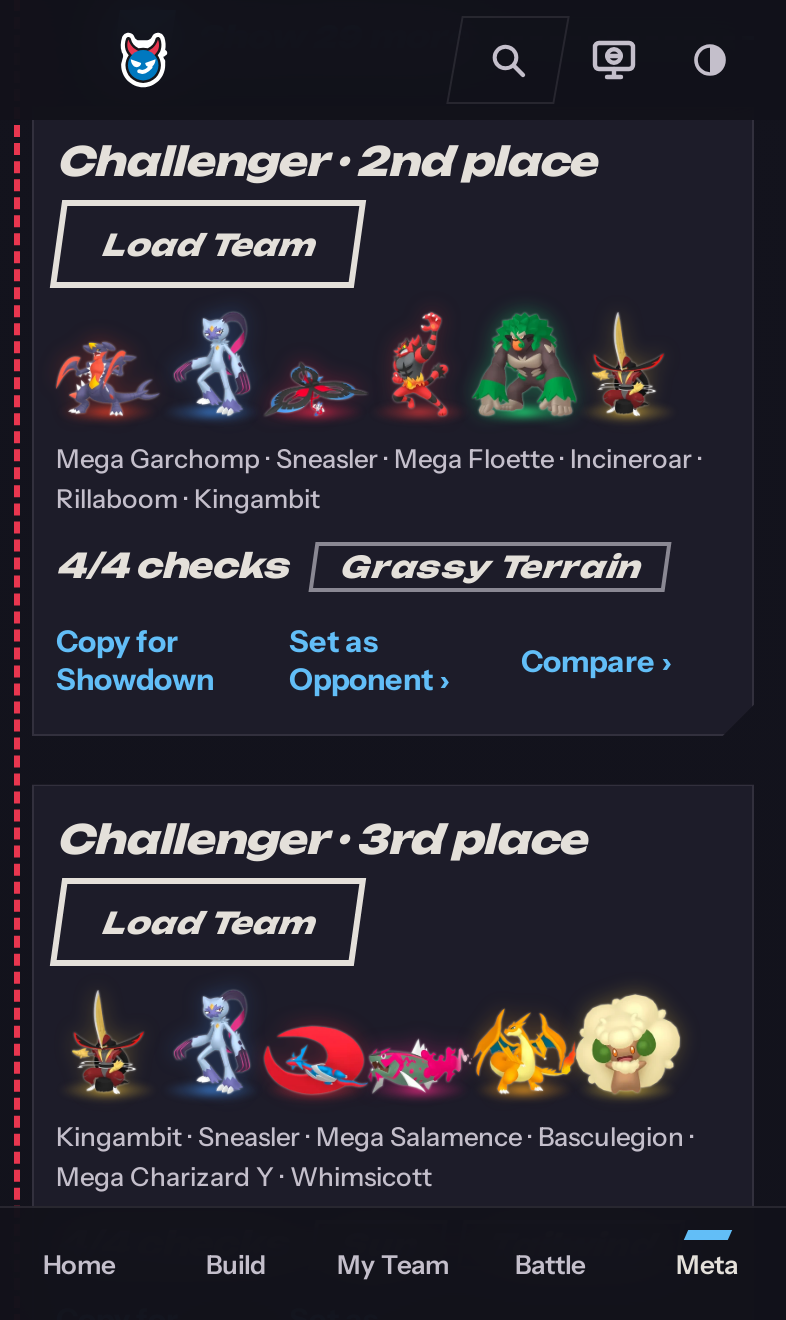 Challenger · 2nd place
Load Team
Mega Garchomp · Sneasler · Mega Floette · Incineroar ·
Rillaboom · Kingambit
4/4 checks
Grassy Terrain
Copy for
Showdown
Set as
Opponent ›
Compare ›
Challenger · 3rd place
Load Team
Kingambit · Sneasler · Mega Salamence · Basculegion ·
Mega Charizard Y · Whimsicott
Home
Build
My Team
Battle
Meta